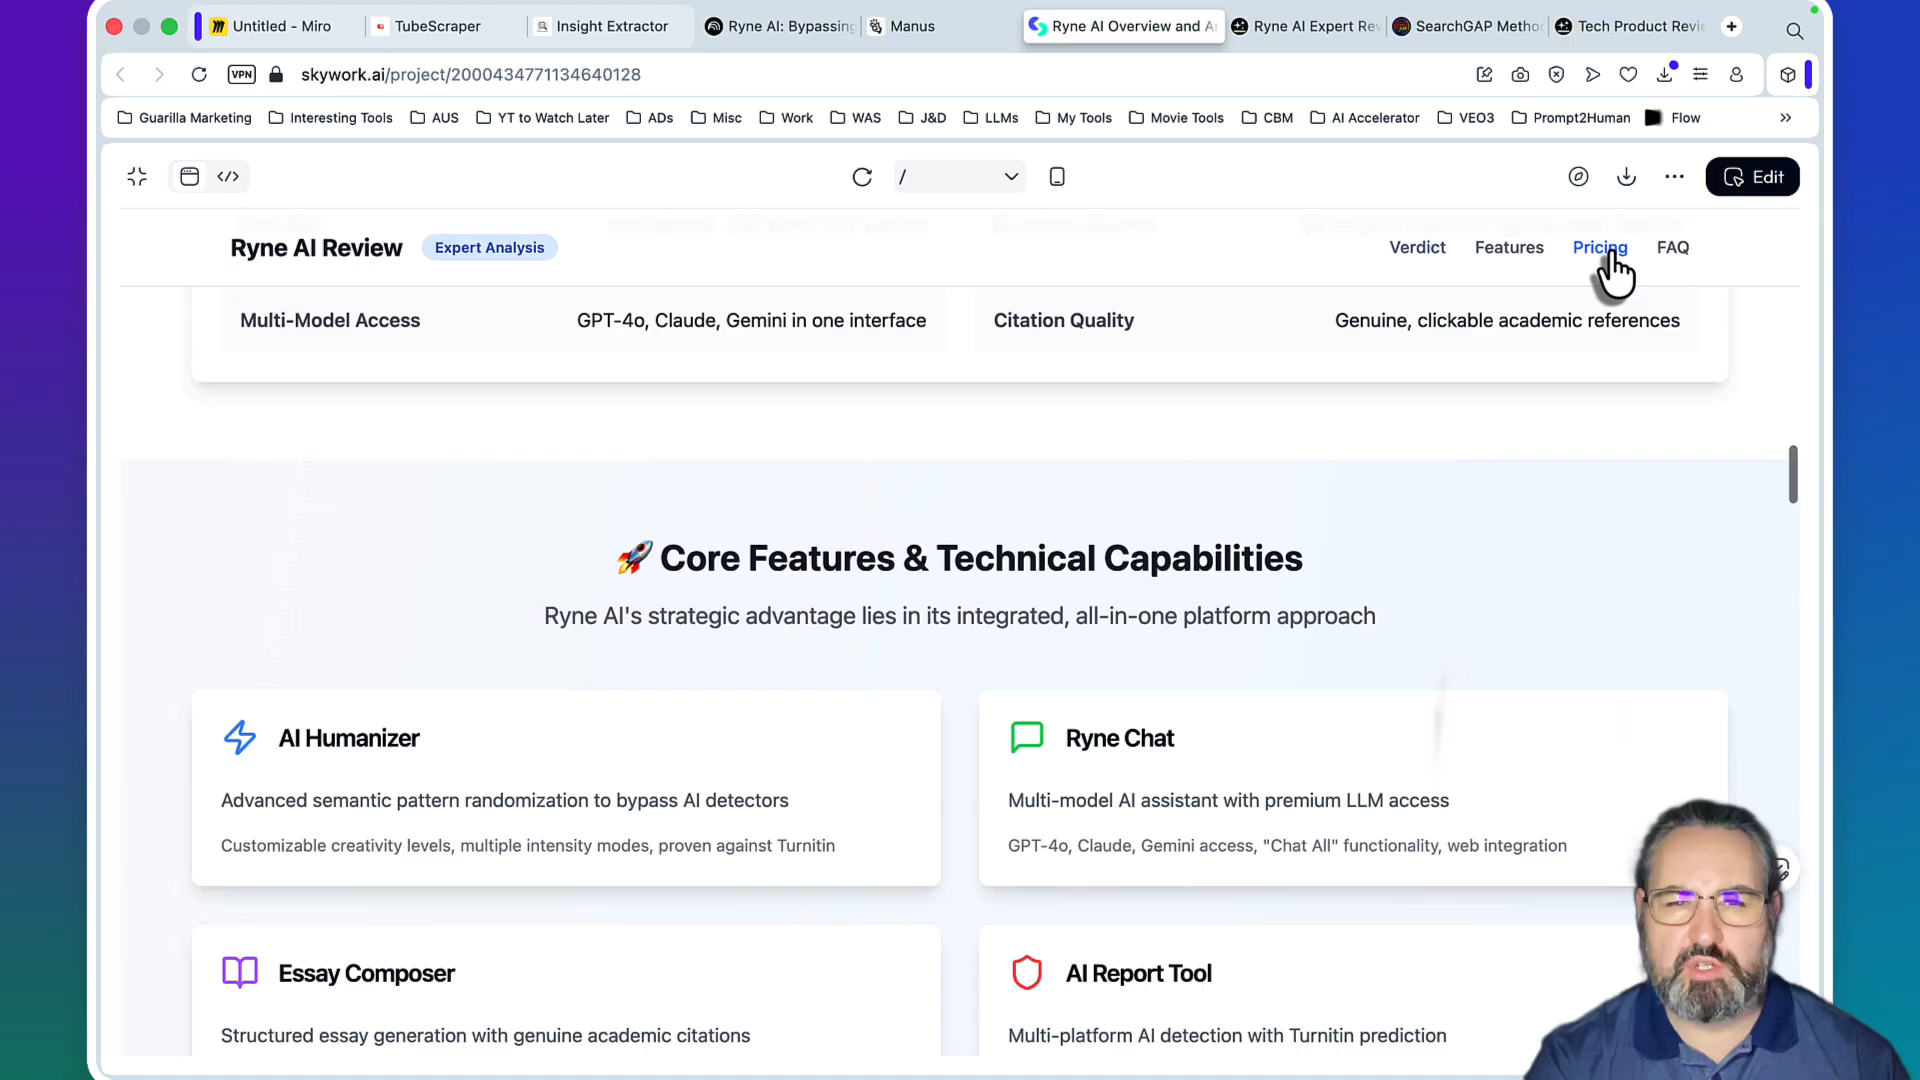 Untitled - Miro
TubeScraper
Insight Extractor
Ryne AI: Bypassing
Manus
Ryne AI Overview and Ar
Ryne AI Expert Rev
SearchGAP Metho
Tech Product Revi
VPN
skywork.ai/project/2000434771134640128
Guarilla Marketing
Interesting Tools
AUS
YT to Watch Later
ADs
Misc
Work
WAS
J&D
LLMs
My Tools
Movie Tools
CBM
AI Accelerator
VEO3
Prompt2Human
Flow
/
Edit
Ryne AI Review
Expert Analysis
Verdict
Features
Pricing
FAQ
Multi-Model Access
GPT-4o, Claude, Gemini in one interface
Citation Quality
Genuine, clickable academic references
🚀 Core Features & Technical Capabilities
Ryne AI's strategic advantage lies in its integrated, all-in-one platform approach
AI Humanizer
Advanced semantic pattern randomization to bypass AI detectors
Customizable creativity levels, multiple intensity modes, proven against Turnitin
Ryne Chat
Multi-model AI assistant with premium LLM access
GPT-4o, Claude, Gemini access, "Chat All" functionality, web integration
Essay Composer
Structured essay generation with genuine academic citations
AI Report Tool
Multi-platform AI detection with Turnitin prediction